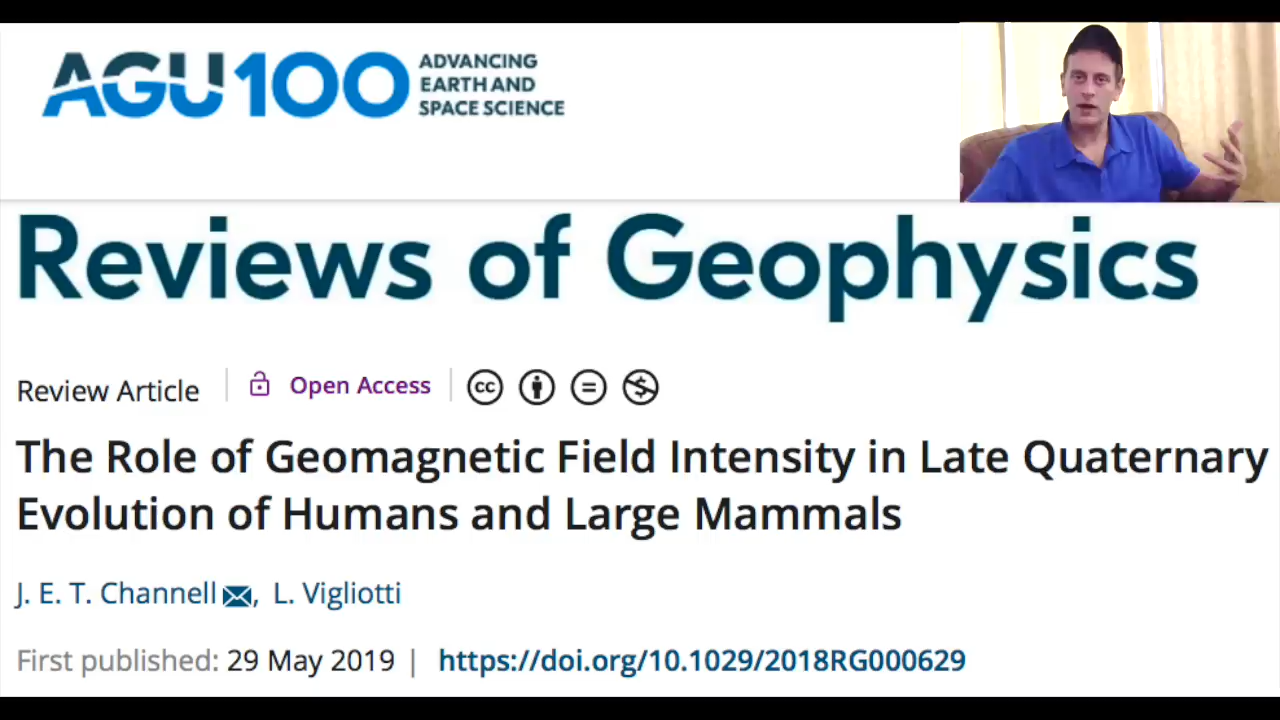 AGU100 ADVANCING
EARTH AND
SPACE SCIENCE
Reviews of Geophysics
Review Article | Open Access | cc = $
The Role of Geomagnetic Field Intensity in Late Quaternary
Evolution of Humans and Large Mammals
J. E. T. Channell, L. Vigliotti
First published: 29 May 2019 | https://doi.org/10.1029/2018RG000629